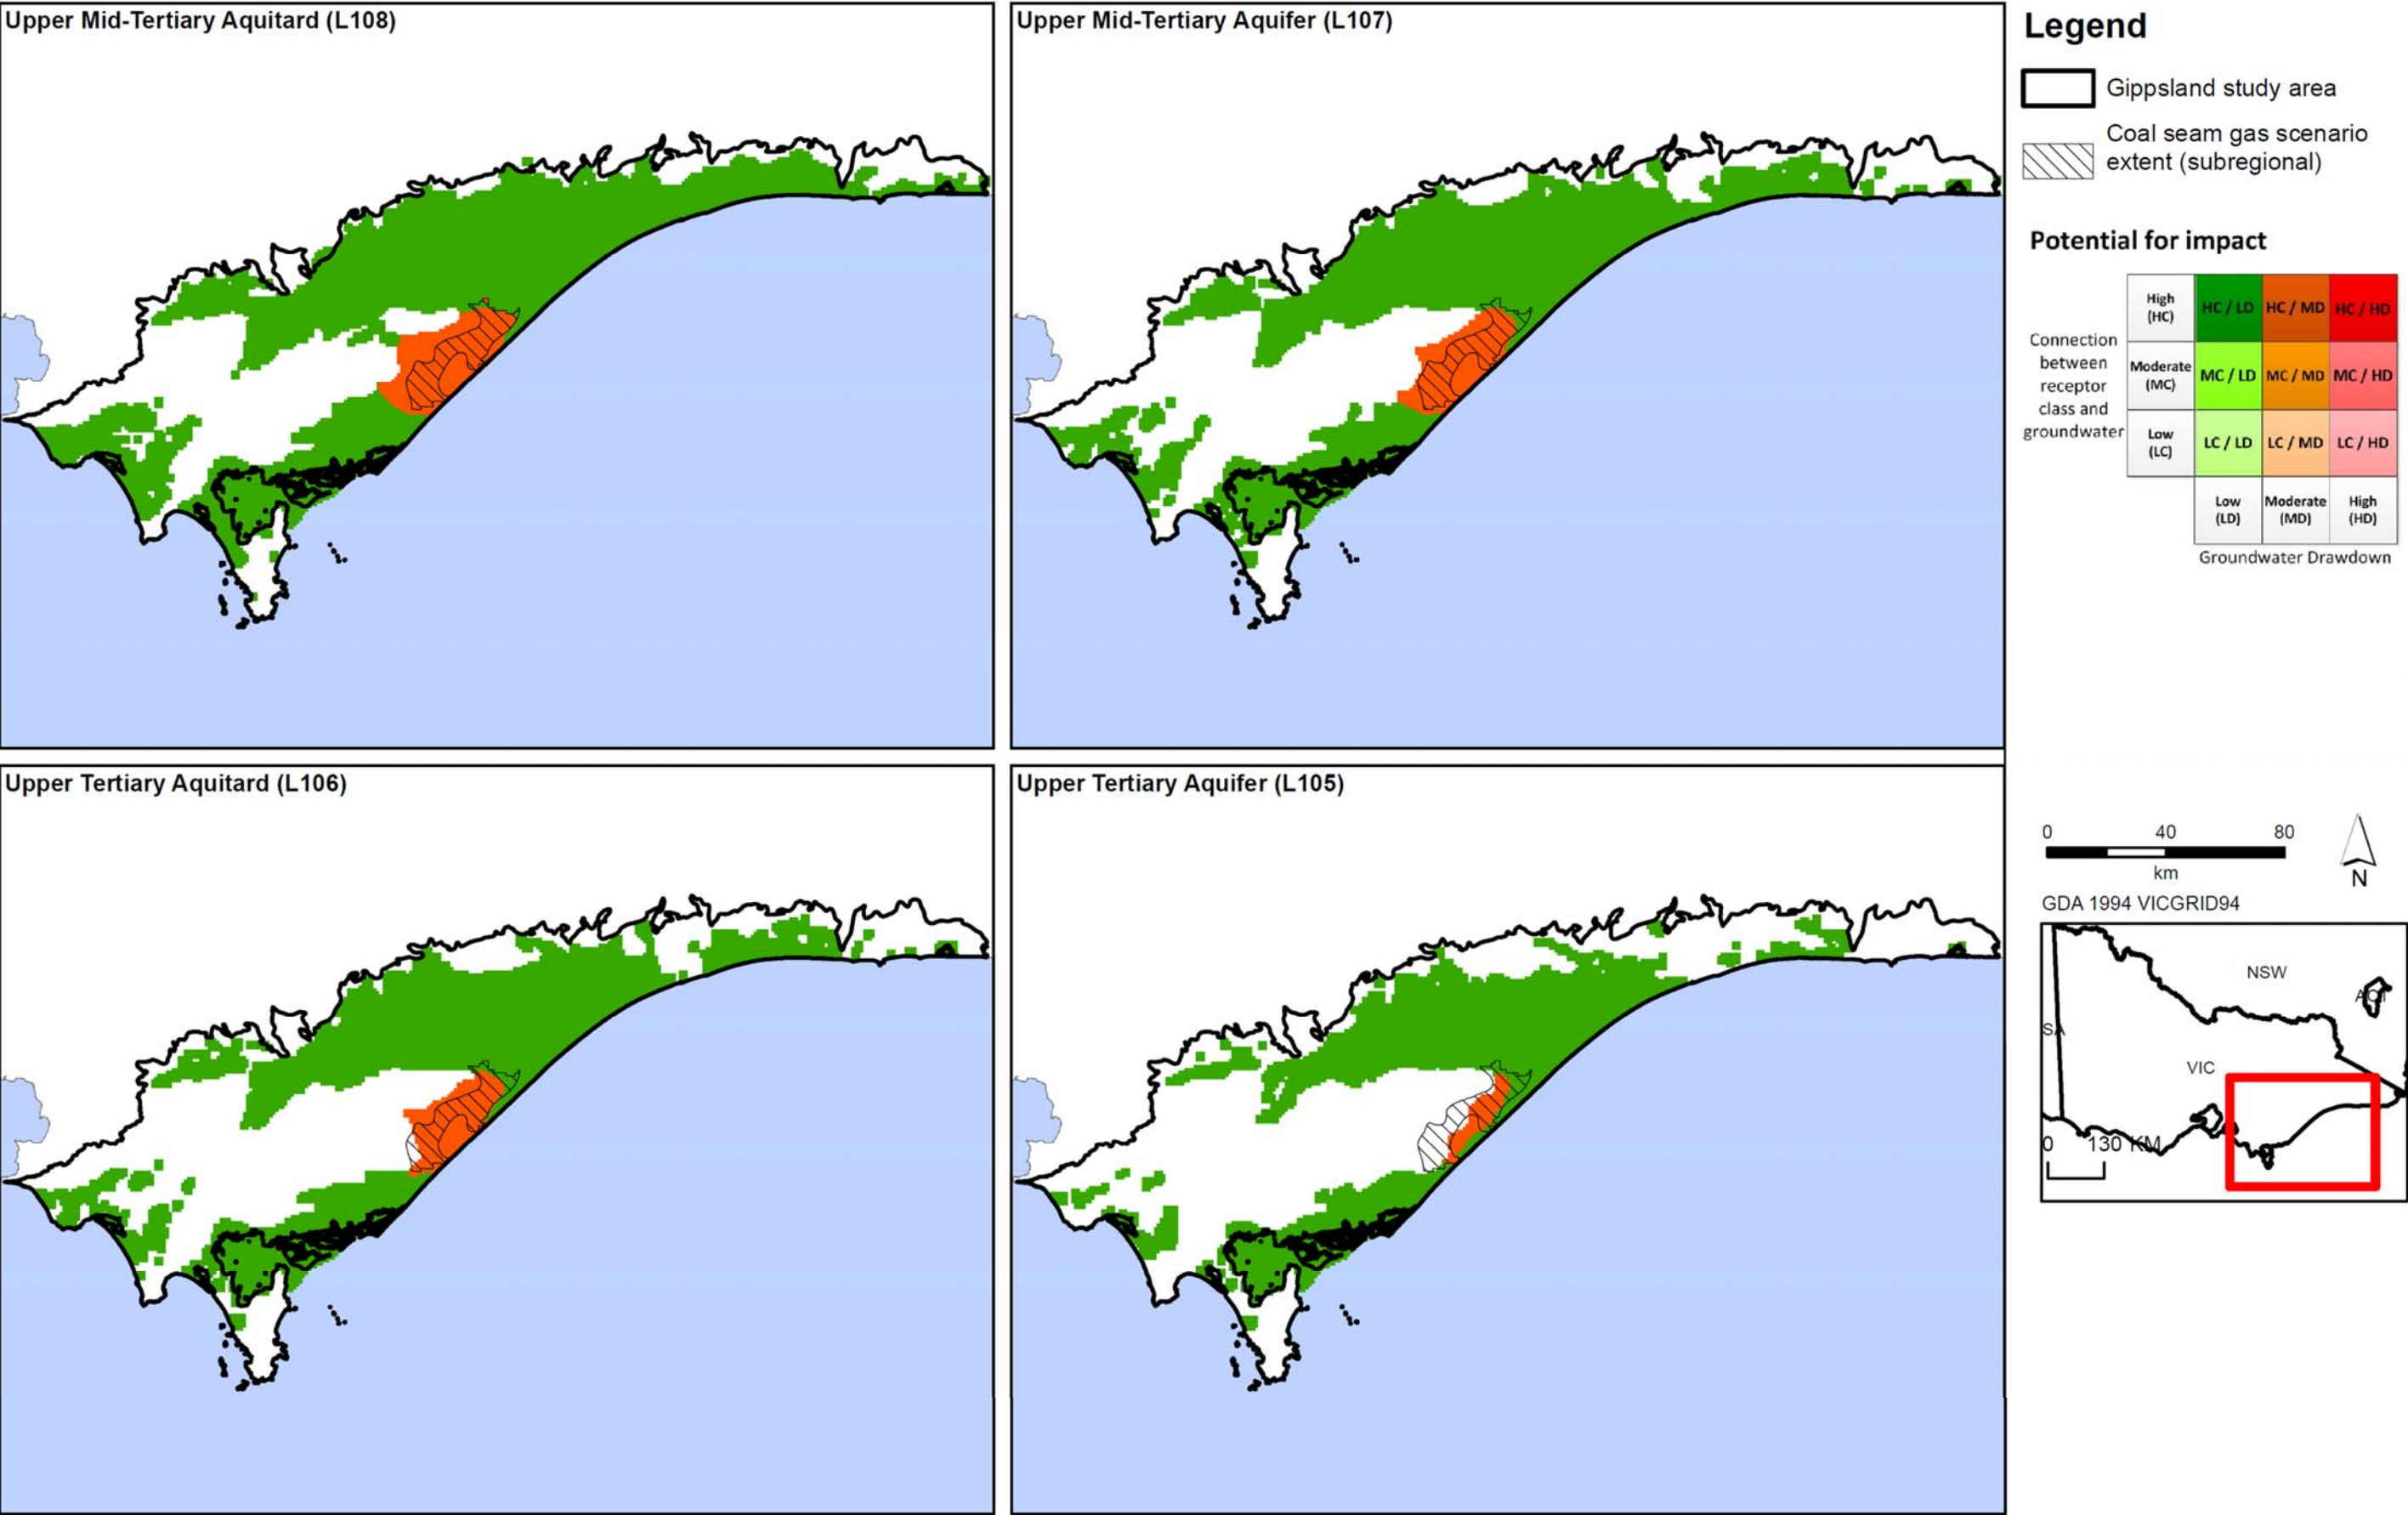 Upper Mid-Tertiary Aquitard (L108)
Upper Mid-Tertiary Aquifer (L107)
Upper Tertiary Aquitard (L106)
Upper Tertiary Aquifer (L105)
Legend
Gippsland study area
Coal seam gas scenario
extent (subregional)
Potential for impact
Connection
between
receptor
class and
groundwater
High
(HC)
HC / LD HC / MD HC / HD
Moderate
(MC)
MC / LD MC / MD MC / HD
Low
(LC)
LC / LD LC / MD LC / HD
Low
(LD)
Moderate
(MD)
High
(HD)
Groundwater Drawdown
0 40 80
km
N
GDA 1994 VICGRID94
NSW
ACT
SA
VIC
0 130 KM